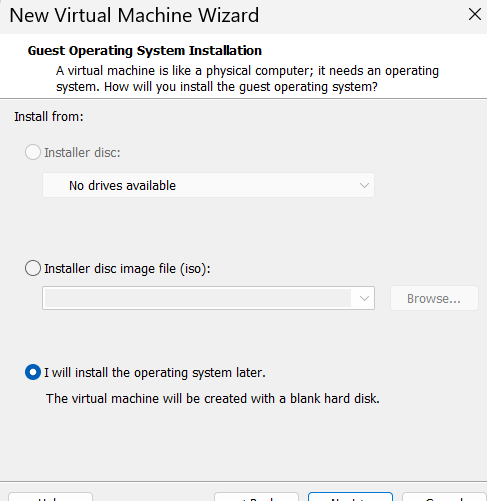 New Virtual Machine Wizard
Guest Operating System Installation
A virtual machine is like a physical computer; it needs an operating
system. How will you install the guest operating system?
Install from:
Installer disc:
No drives available
Installer disc image file (iso):
Browse...
I will install the operating system later.
The virtual machine will be created with a blank hard disk.